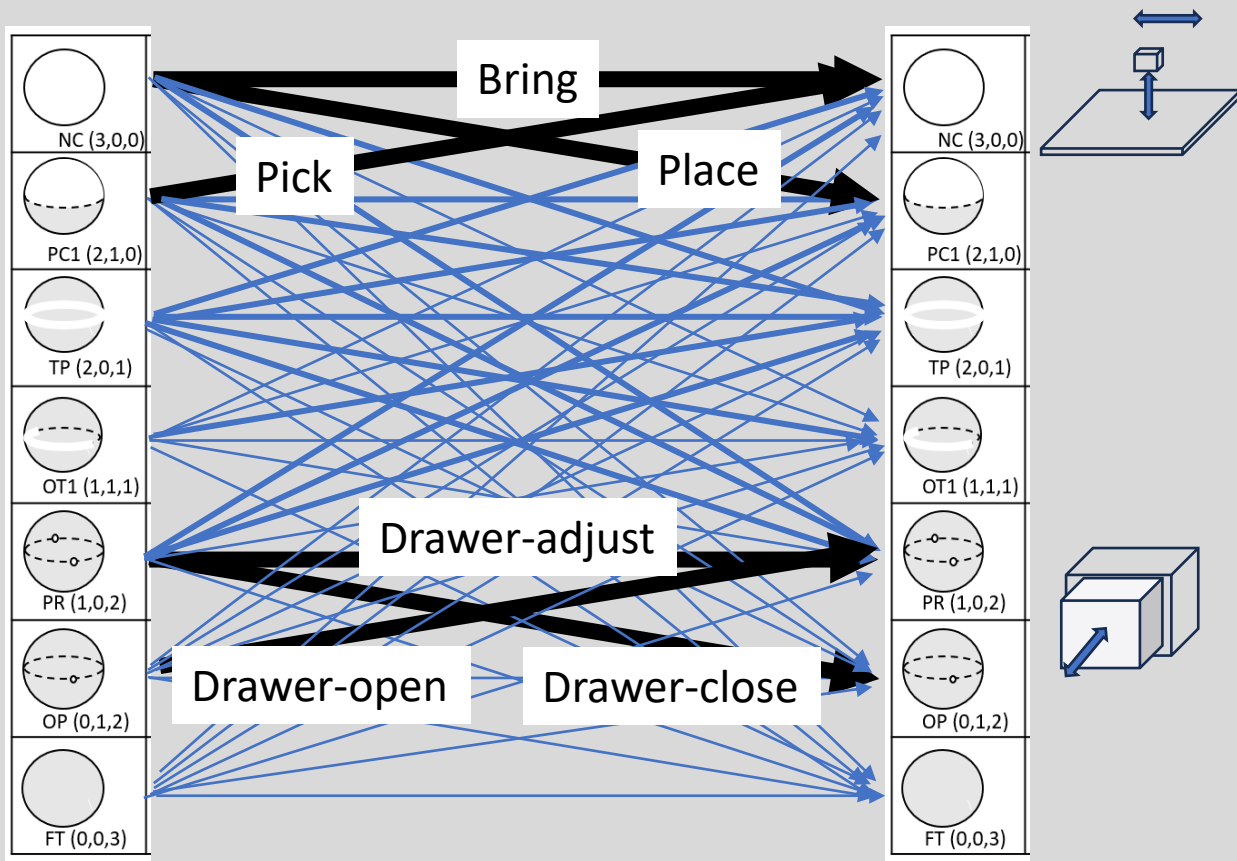 Bring
NC (3,0,0)
NC (3,0,0)
Pick
Place
PC1 (2,1,0)
PC1 (2,1,0)
TP (2,0,1)
TP (2,0,1)
OT1 (1,1,1)
OT1 (1,1,1)
Drawer-adjust
PR (1,0,2)
PR (1,0,2)
Drawer-open
Drawer-close
OP (0,1,2)
OP (0,1,2)
FT (0,0,3)
FT (0,0,3)